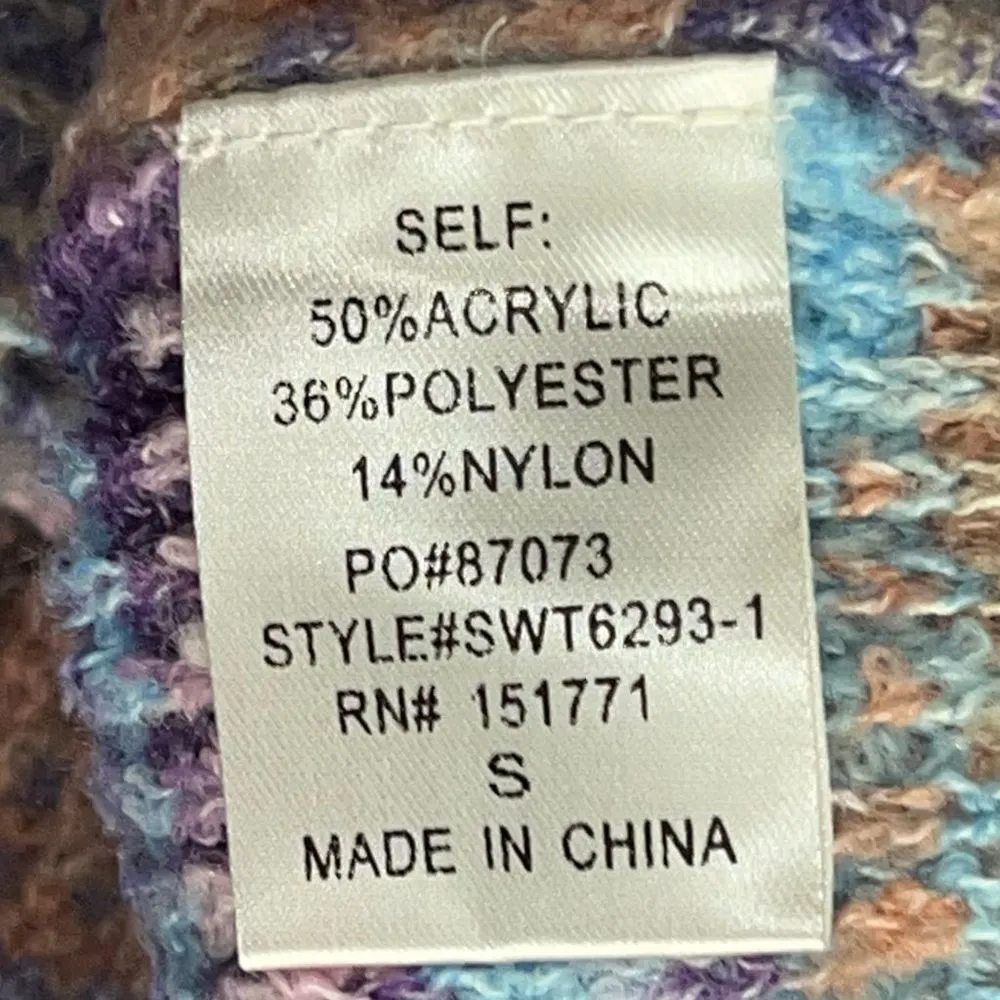 SELF:
50%ACRYLIC
36%POLYESTER
14%NYLON
PO#87073
STYLE#SWT6293-1
RN# 151771
S
MADE IN CHINA